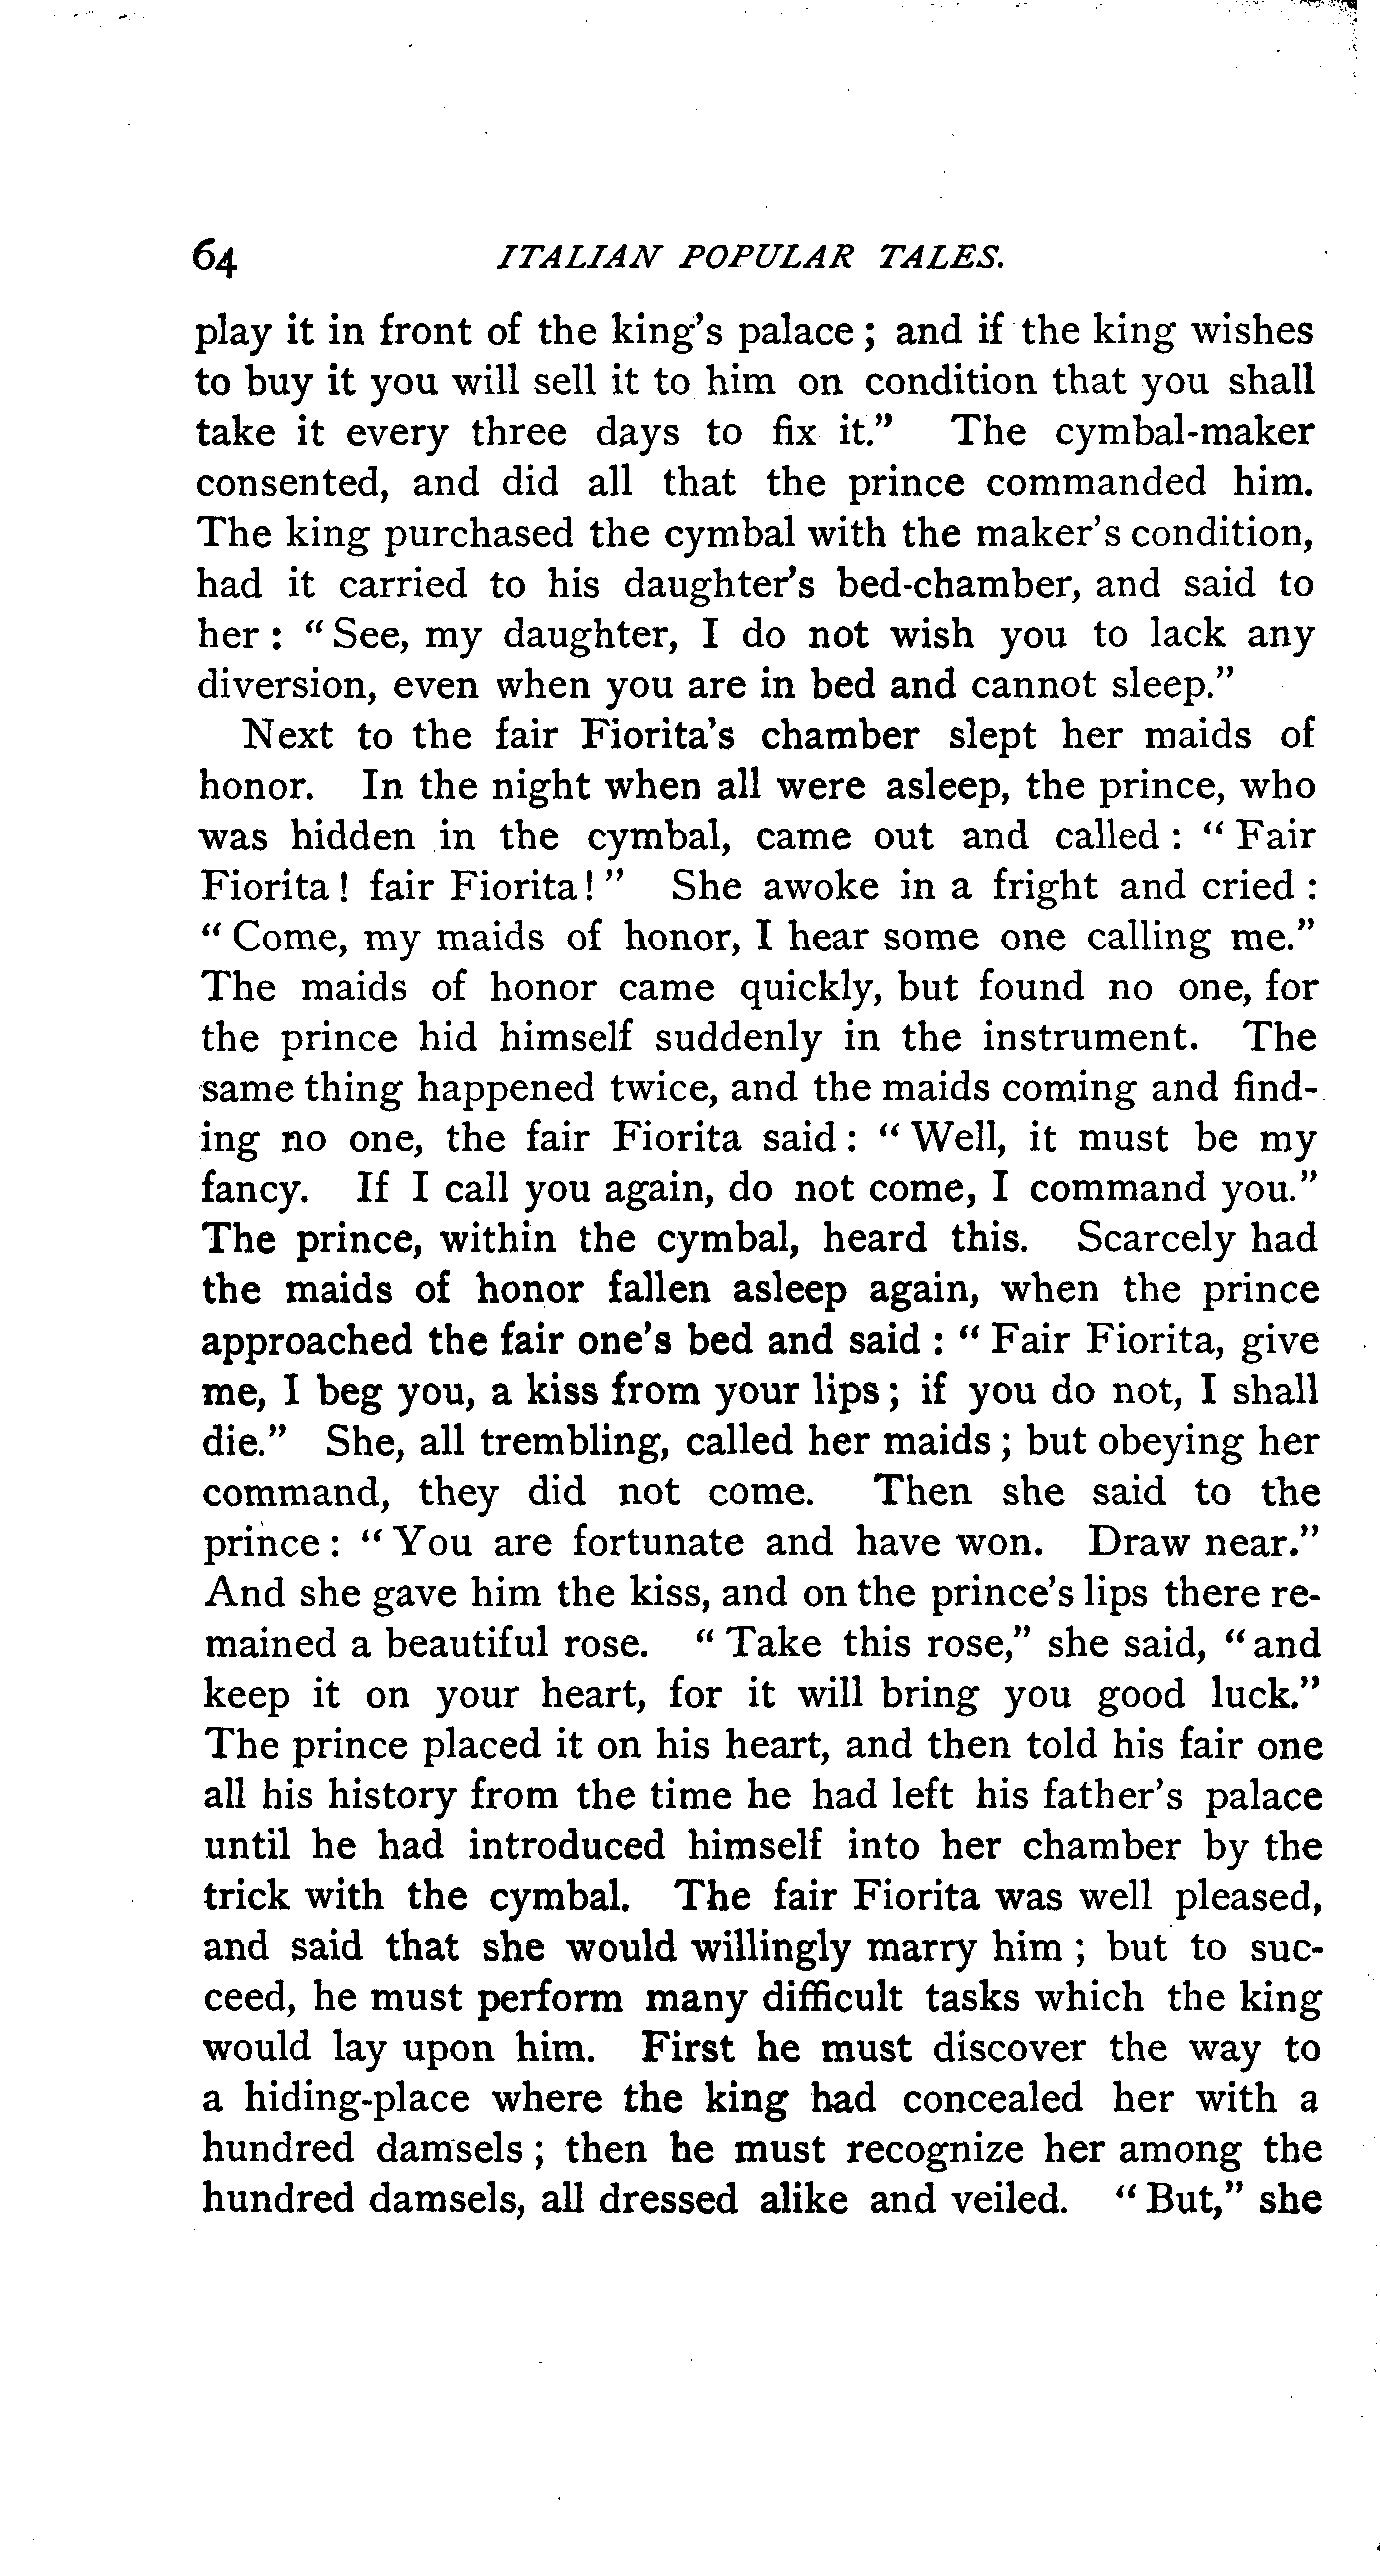 64 ITALIAN POPULAR TALES.
play it in front of the king's palace; and if the king wishes
to buy it you will sell it to him on condition that you shall
take it every three days to fix it." The cymbal-maker
consented, and did all that the prince commanded him.
The king purchased the cymbal with the maker's condition,
had it carried to his daughter's bed-chamber, and said to
her: "See, my daughter, I do not wish you to lack any
diversion, even when you are in bed and cannot sleep."
Next to the fair Fiorita's chamber slept her maids of
honor. In the night when all were asleep, the prince, who
was hidden in the cymbal, came out and called: "Fair
Fiorita! fair Fiorita!" She awoke in a fright and cried:
"Come, my maids of honor, I hear some one calling me."
The maids of honor came quickly, but found no one, for
the prince hid himself suddenly in the instrument. The
same thing happened twice, and the maids coming and find-
ing no one, the fair Fiorita said: "Well, it must be my
fancy. If I call you again, do not come, I command you."
The prince, within the cymbal, heard this. Scarcely had
the maids of honor fallen asleep again, when the prince
approached the fair one's bed and said: "Fair Fiorita, give
me, I beg you, a kiss from your lips; if you do not, I shall
die." She, all trembling, called her maids; but obeying her
command, they did not come. Then she said to the
prince: "You are fortunate and have won. Draw near."
And she gave him the kiss, and on the prince's lips there re-
mained a beautiful rose. "Take this rose," she said, "and
keep it on your heart, for it will bring you good luck."
The prince placed it on his heart, and then told his fair one
all his history from the time he had left his father's palace
until he had introduced himself into her chamber by the
trick with the cymbal. The fair Fiorita was well pleased,
and said that she would willingly marry him; but to suc-
ceed, he must perform many difficult tasks which the king
would lay upon him. First he must discover the way to
a hiding-place where the king had concealed her with a
hundred damsels; then he must recognize her among the
hundred damsels, all dressed alike and veiled. "But," she